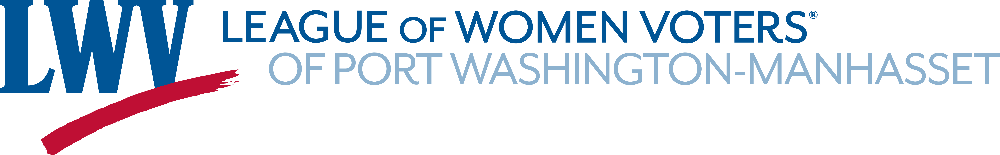 LWV
LEAGUE OF WOMEN VOTERS®
OF PORT WASHINGTON-MANHASSET